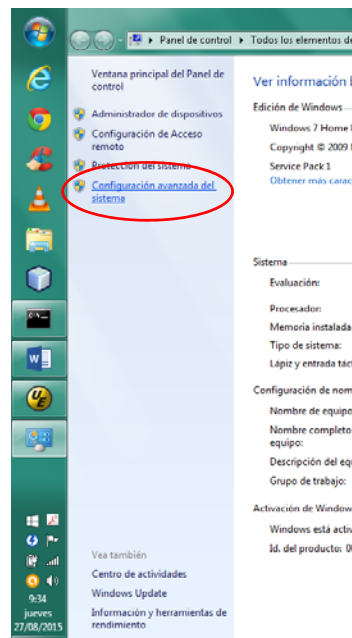 Panel de control
Todos los elementos de
Ventana principal del Panel de
control
Administrador de dispositivos
Configuración de Acceso
remoto
Protección del sistema
Configuración avanzada del
sistema
Vea también
Centro de actividades
Windows Update
Información y herramientas de
rendimiento
Ver información
Edición de Windows
Windows 7 Home
Copyright © 2009
Service Pack 1
Obtener más carac
Sistema
Evaluación:
Procesador:
Memoria instalada
Tipo de sistema:
Lápiz y entrada tác
Configuración de nom
Nombre de equipo
Nombre completo
equipo:
Descripción del eq
Grupo de trabajo:
Activación de Window
Windows está activ
Id. del producto: 0
9:34
jueves
27/08/2015